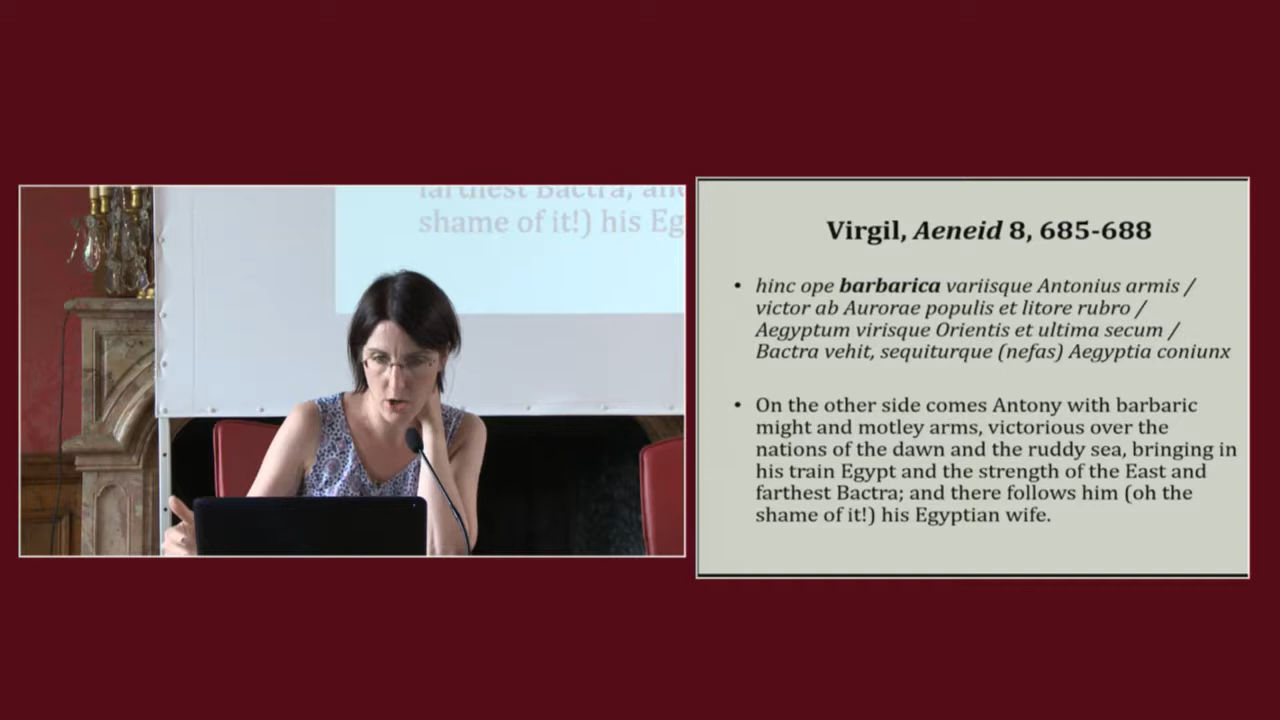 farthest Bactra, and
shame of it!) his Eg
Virgil, Aeneid 8, 685-688
• hinc ope barbarica variisque Antonius armis /
victor ab Aurorae populis et litore rubro /
Aegyptum virisque Orientis et ultima secum /
Bactra vehit, sequiturque (nefas) Aegyptia coniunx
• On the other side comes Antony with barbaric
might and motley arms, victorious over the
nations of the dawn and the ruddy sea, bringing in
his train Egypt and the strength of the East and
farthest Bactra; and there follows him (oh the
shame of it!) his Egyptian wife.